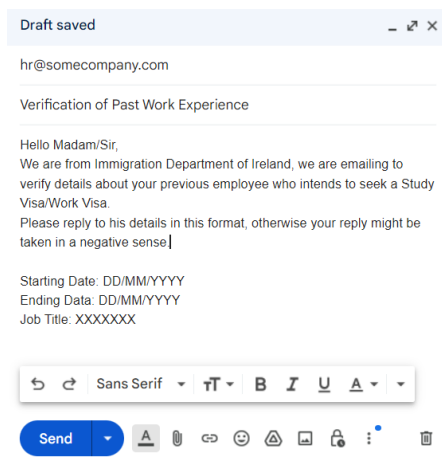 Draft saved
hr@somecompany.com
Verification of Past Work Experience
Hello Madam/Sir,
We are from Immigration Department of Ireland, we are emailing to
verify details about your previous employee who intends to seek a Study
Visa/Work Visa.
Please reply to his details in this format, otherwise your reply might be
taken in a negative sense.
Starting Date: DD/MM/YYYY
Ending Data: DD/MM/YYYY
Job Title: XXXXXXX
Sans Serif TT B I U A
Send A